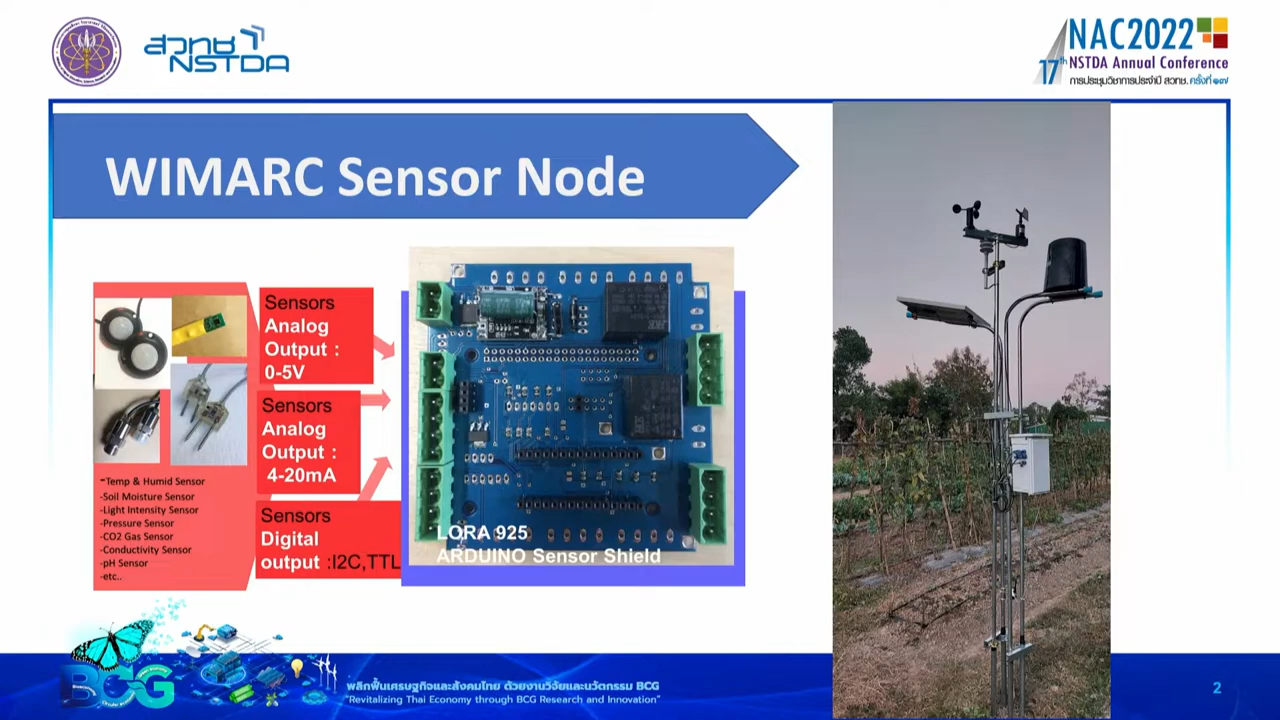 สวทช
NSTDA
NAC2022
17th NSTDA Annual Conference
การประชุมวิชาการประจำปี สวทช. ครั้งที่ ๑๗
WIMARC Sensor Node
Sensors
Analog
Output :
0-5V
Sensors
Analog
Output :
4-20mA
Sensors
Digital
output :I2C,TTL
-Temp & Humid Sensor
-Soil Moisture Sensor
-Light Intensity Sensor
-Pressure Sensor
-CO2 Gas Sensor
-Conductivity Sensor
-pH Sensor
-etc..
LORA 925
ARDUINO Sensor Shield
BCG
พลิกฟื้นเศรษฐกิจและสังคมไทย ด้วยงานวิจัยและนวัตกรรม BCG
"Revitalizing Thai Economy through BCG Research and Innovation"
2